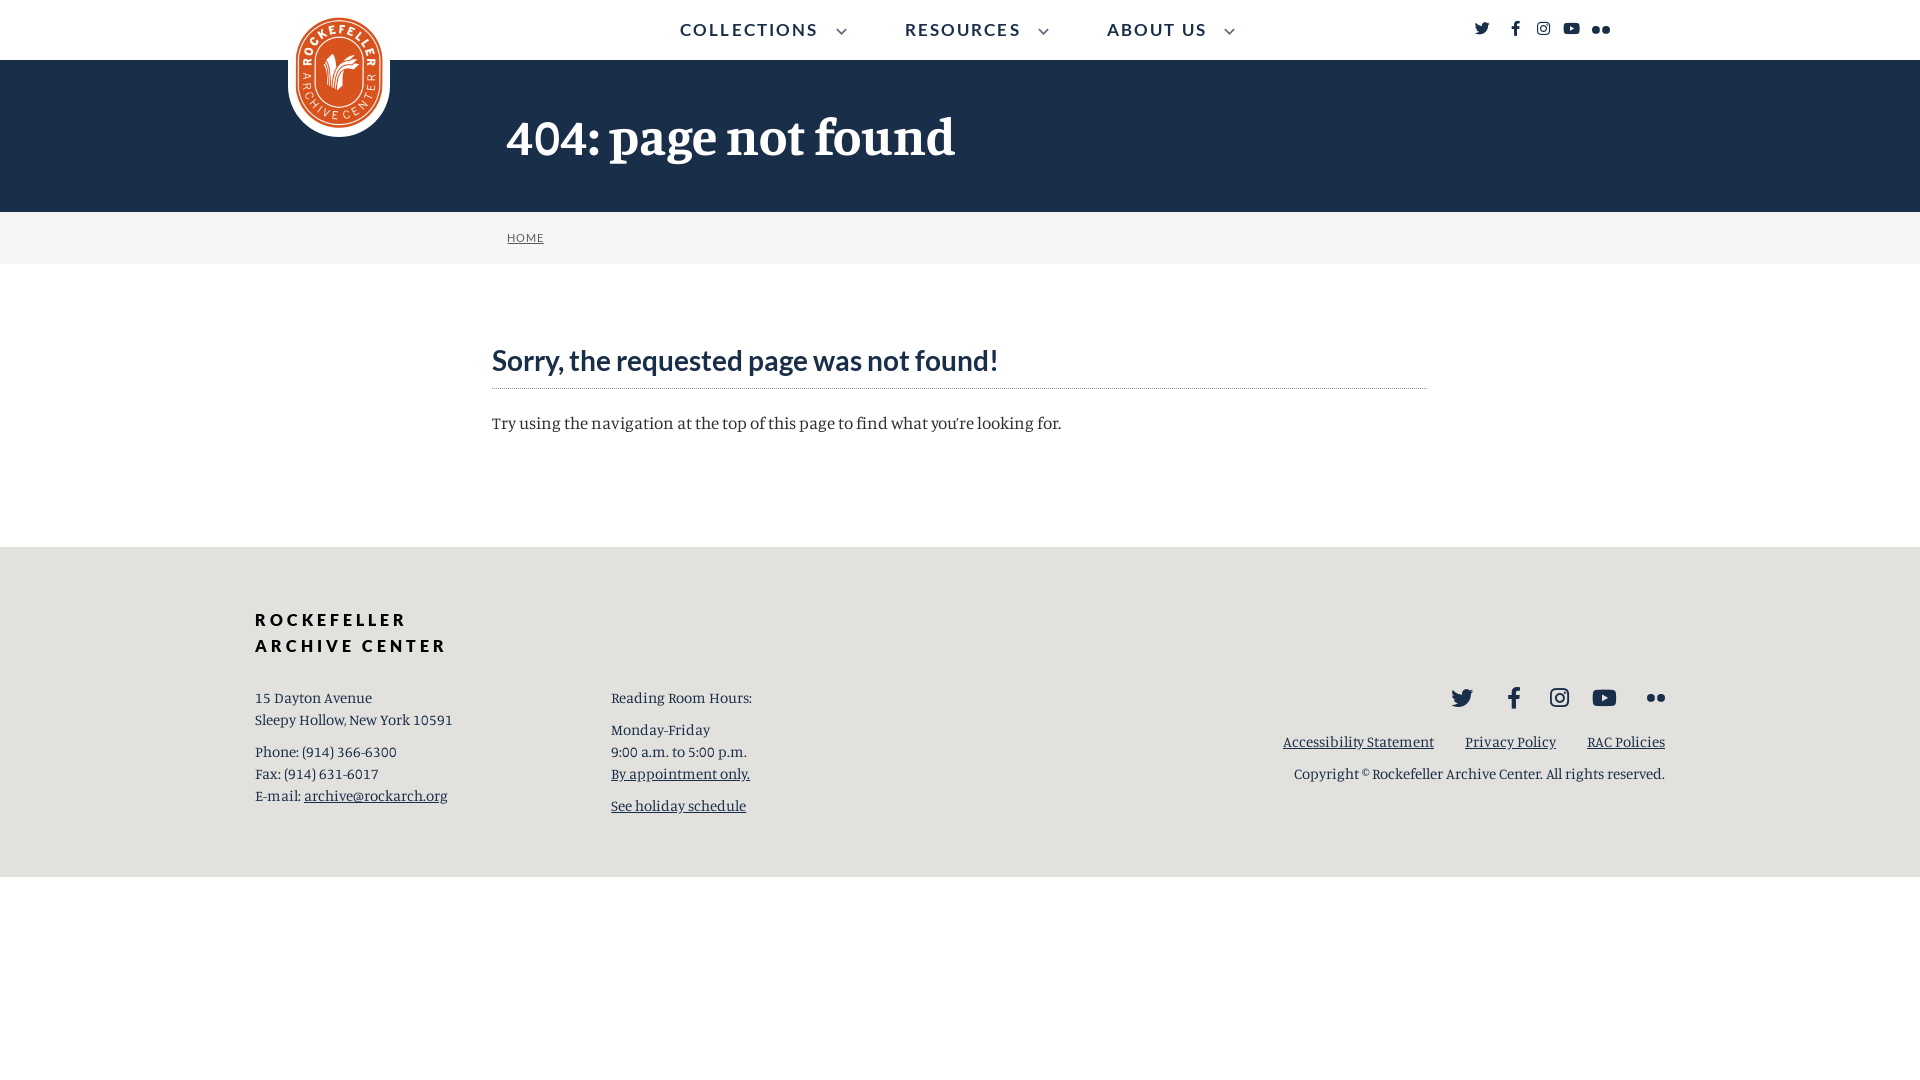 COLLECTIONS
RESOURCES
ABOUT US
ROCKEFELLER
ARCHIVE CENTER
404: page not found
HOME
Sorry, the requested page was not found!
Try using the navigation at the top of this page to find what you're looking for.
ROCKEFELLER
ARCHIVE CENTER
15 Dayton Avenue
Sleepy Hollow, New York 10591
Phone: (914) 366-6300
Fax: (914) 631-6017
E-mail: archive@rockarch.org
Reading Room Hours:
Monday-Friday
9:00 a.m. to 5:00 p.m.
By appointment only.
See holiday schedule
Accessibility Statement
Privacy Policy
RAC Policies
Copyright © Rockefeller Archive Center. All rights reserved.